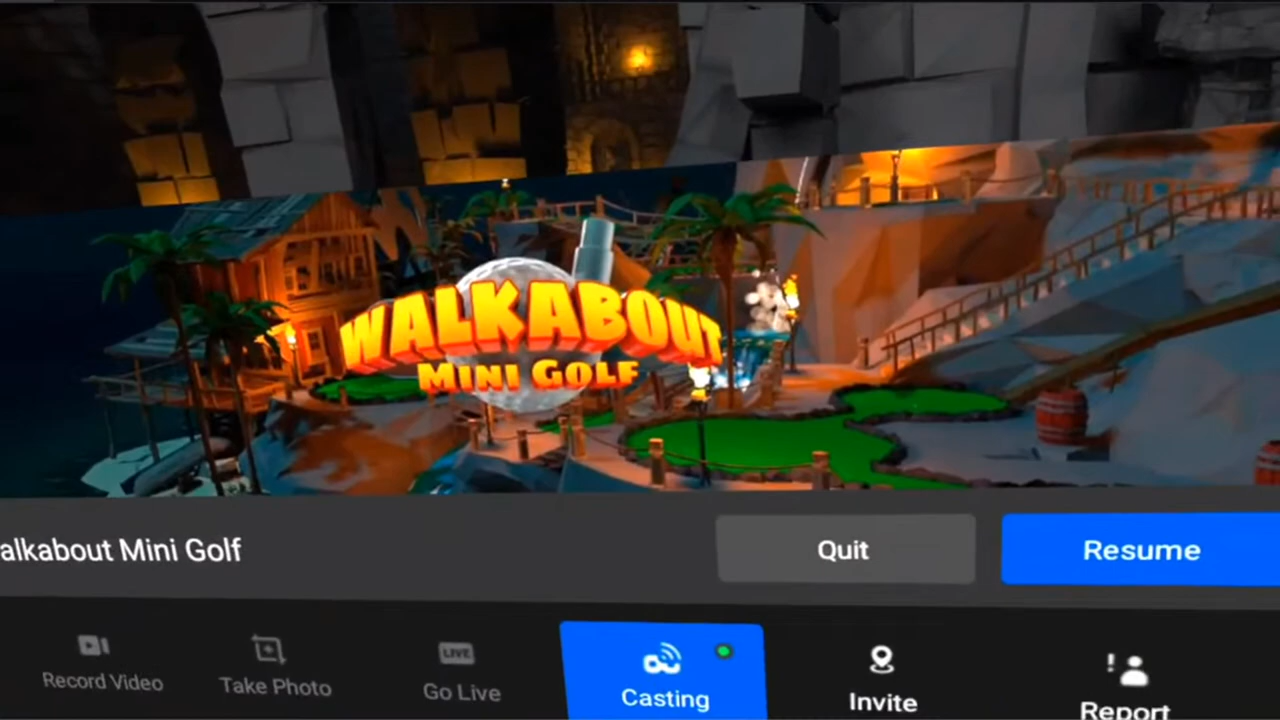 WALKABOUT
MINI GOLF
alkabout Mini Golf
Quit
Resume
LIVE
Record Video
Take Photo
Go Live
Casting
Invite
Report